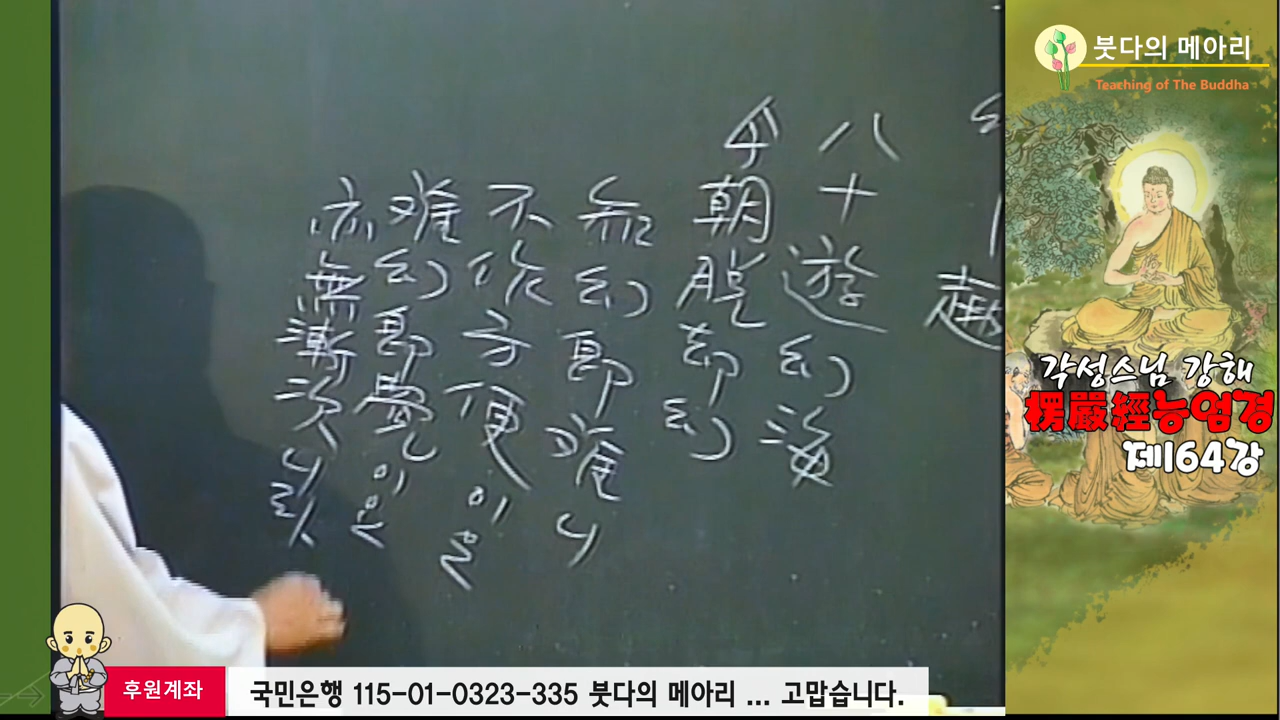 붓다의 메아리
Teaching of The Buddha
八十遊幻海
今朝脫却幻
知幻卽離니
不作方便이
離幻卽覺이
亦無漸次니라
각성스님 강해
楞嚴經능엄경
제164강
후원계좌
국민은행 115-01-0323-335 붓다의 메아리 ... 고맙습니다.